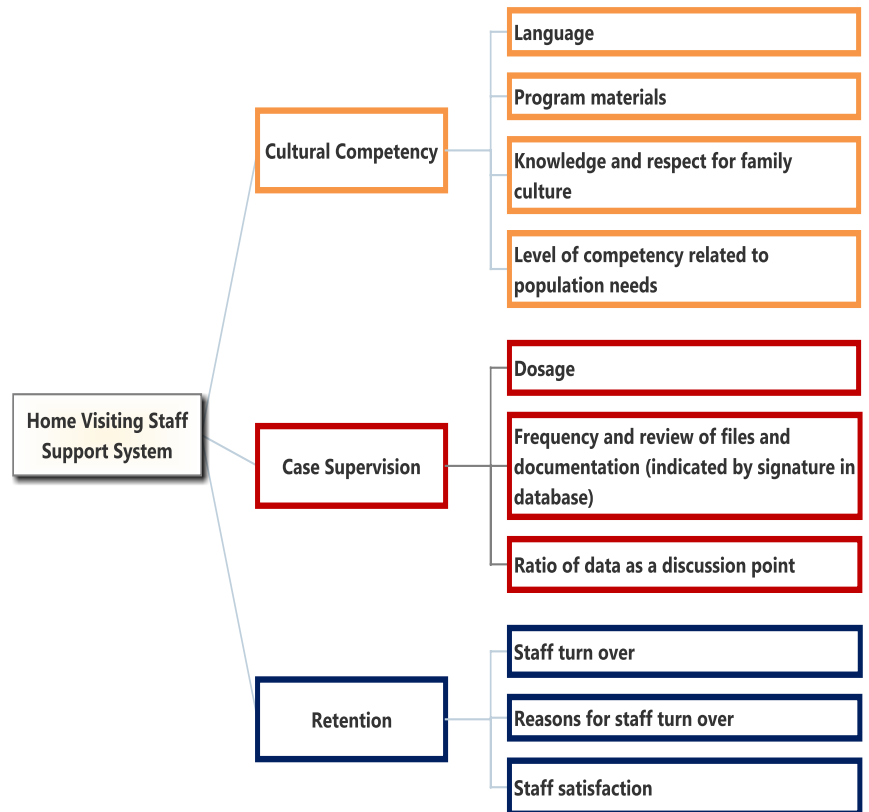 Home Visiting Staff
Support System
Cultural Competency
Language
Program materials
Knowledge and respect for family
culture
Level of competency related to
population needs
Case Supervision
Dosage
Frequency and review of files and
documentation (indicated by signature in
database)
Ratio of data as a discussion point
Retention
Staff turn over
Reasons for staff turn over
Staff satisfaction